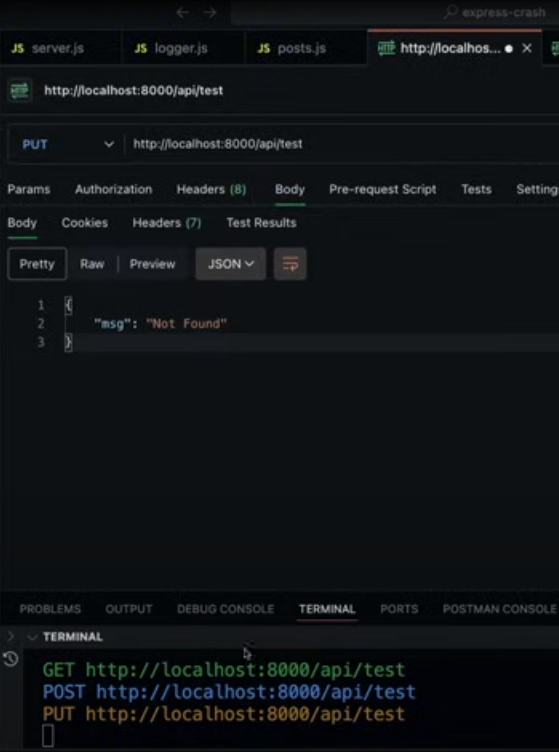 express-crash
JS server.js JS logger.js JS posts.js HTTP http://localhos...
HTTP http://localhost:8000/api/test
PUT http://localhost:8000/api/test
Params Authorization Headers (8) Body Pre-request Script Tests Setting
Body Cookies Headers (7) Test Results
Pretty Raw Preview JSON
1 {
2 "msg": "Not Found"
3 }
PROBLEMS OUTPUT DEBUG CONSOLE TERMINAL PORTS POSTMAN CONSOLE
TERMINAL
GET http://localhost:8000/api/test
POST http://localhost:8000/api/test
PUT http://localhost:8000/api/test